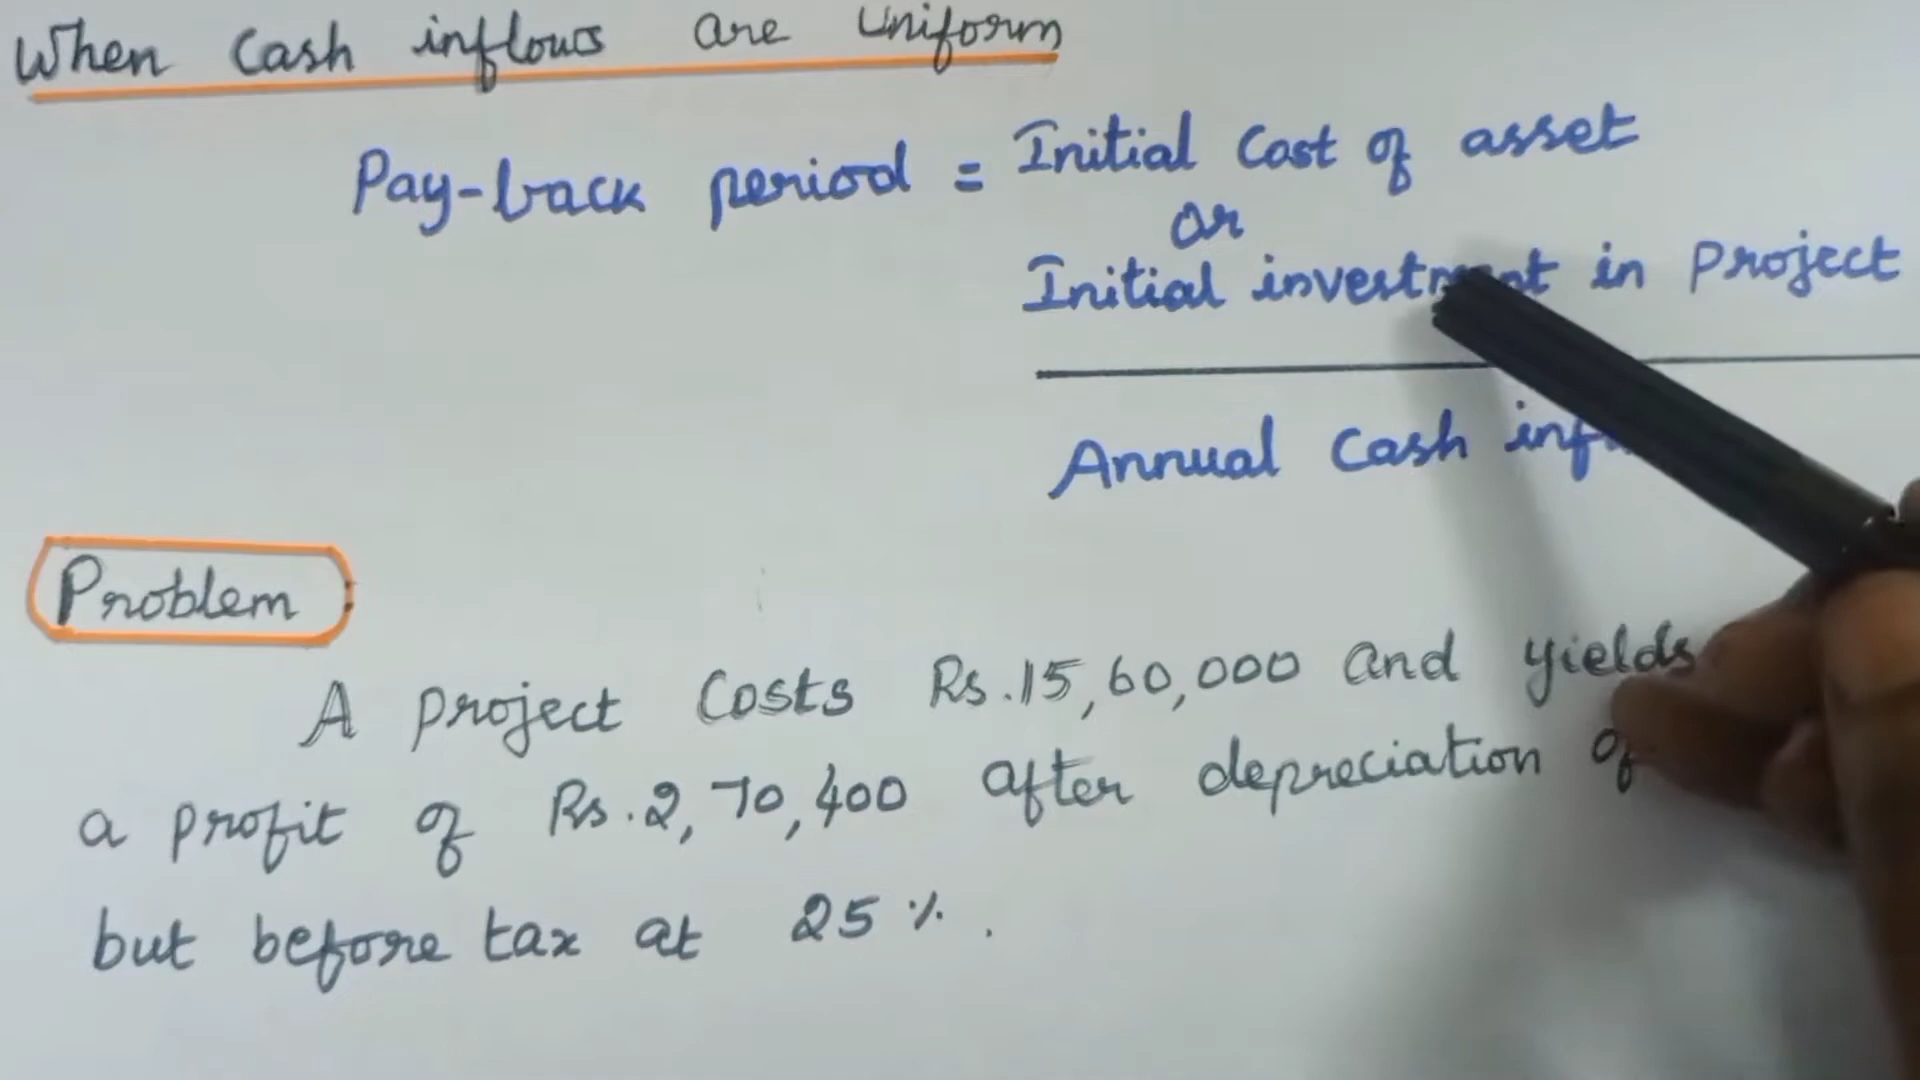 When cash inflows are uniform
Pay-back period = Initial cost of asset
or
Initial investment in project
Annual cash
Problem
A project costs Rs.15,60,000 and yields
a profit of Rs.2,70,400 after depreciation of
but before tax at 25%.